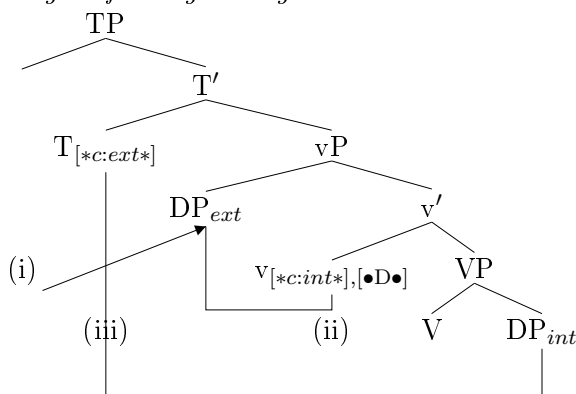 TP
T′
T[∗c:ext∗] vP
DPext v′
(i) v[∗c:int∗],[●D●] VP
(iii) (ii) V DPint